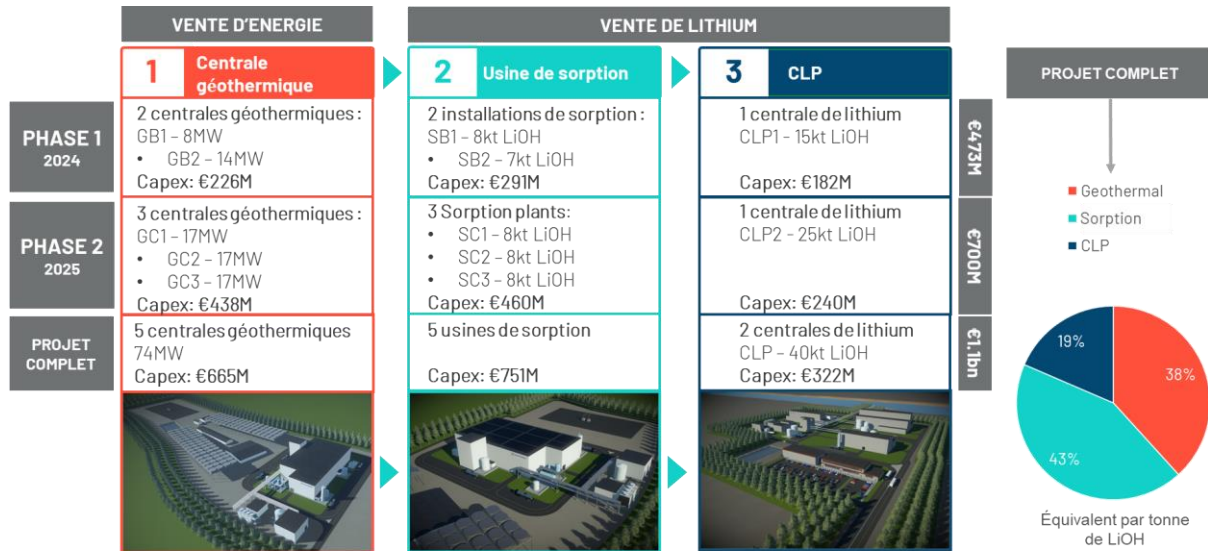 VENTE D'ENERGIE
VENTE DE LITHIUM
1
Centrale
géothermique
2
Usine de sorption
3
CLP
PROJET COMPLET
PHASE 1
2024
2 centrales géothermiques :
GB1 – 8MW
• GB2 – 14MW
Capex: €226M
2 installations de sorption :
SB1 – 8kt LiOH
• SB2 – 7kt LiOH
Capex: €291M
1 centrale de lithium
CLP1 - 15kt LiOH
Capex: €182M
€473M
PHASE 2
2025
3 centrales géothermiques :
GC1 – 17MW
• GC2 – 17MW
• GC3 – 17MW
Capex: €438M
3 Sorption plants:
• SC1 – 8kt LiOH
• SC2 – 8kt LiOH
• SC3 – 8kt LiOH
Capex: €460M
1 centrale de lithium
CLP2 - 25kt LiOH
Capex: €240M
€700M
PROJET
COMPLET
5 centrales géothermiques
74MW
Capex: €665M
5 usines de sorption
Capex: €751M
2 centrales de lithium
CLP – 40kt LiOH
Capex: €322M
€1.1bn
Geothermal
Sorption
CLP
19%
38%
43%
Équivalent par tonne
de LiOH